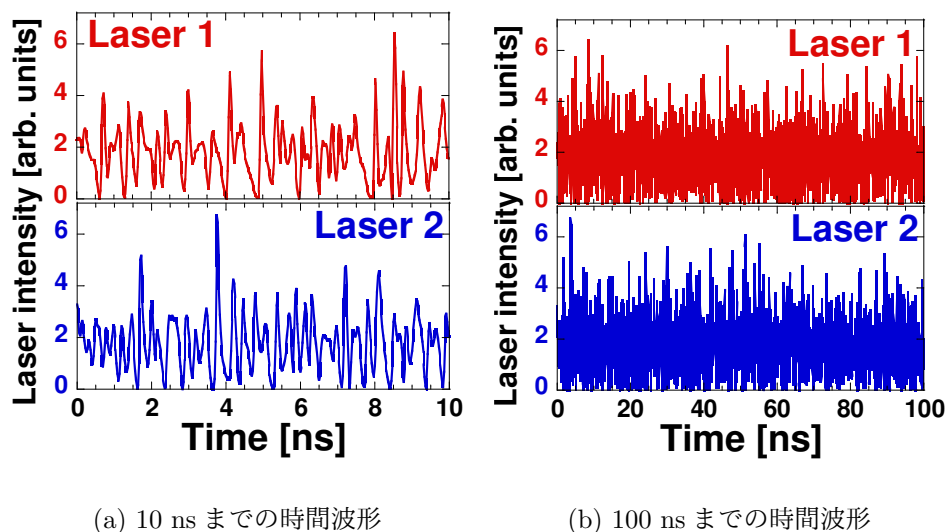 Laser intensity [arb. units]
6
4
2
0
Laser 1
6
4
2
0
Laser 2
0
2
4
6
8
10
Time [ns]
(a) 10 ns までの時間波形
Laser intensity [arb. units]
6
4
2
0
Laser 1
6
4
2
0
Laser 2
0
20
40
60
80
100
Time [ns]
(b) 100 ns までの時間波形